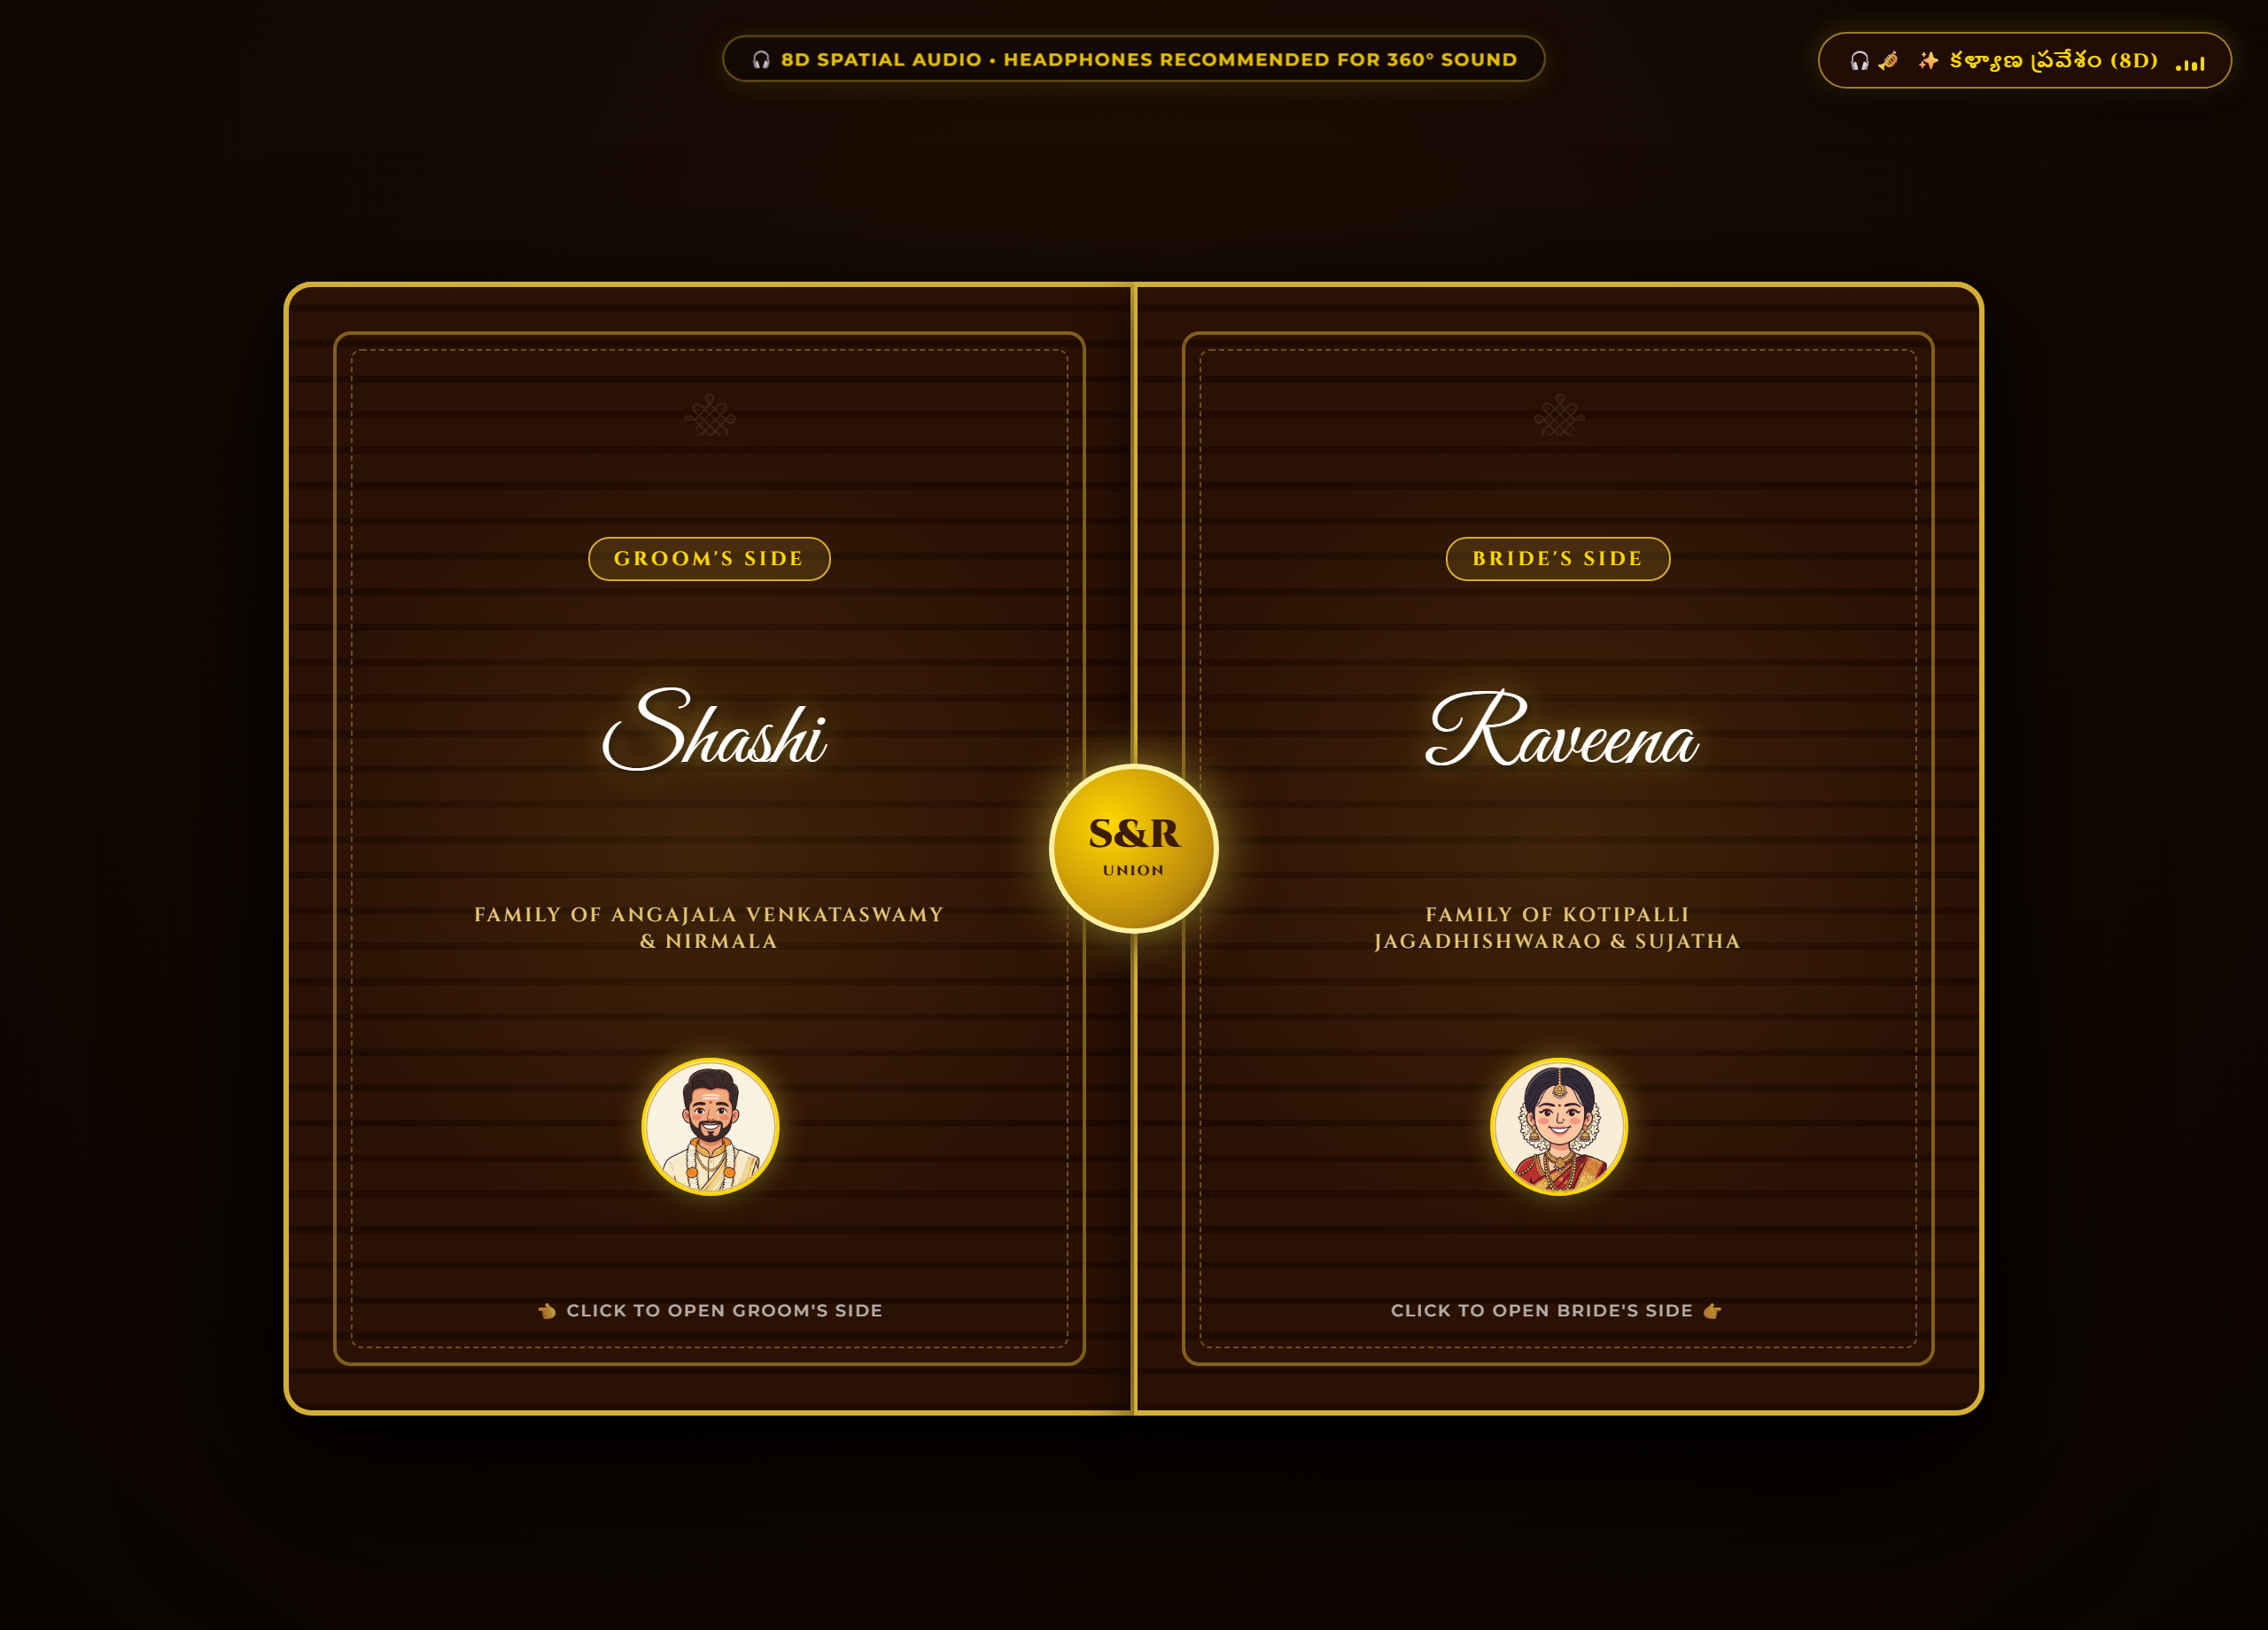 8D SPATIAL AUDIO • HEADPHONES RECOMMENDED FOR 360° SOUND
కళ్యాణ ప్రవేశం (8D)
GROOM'S SIDE
Shashi
FAMILY OF ANGAJALA VENKATASWAMY
& NIRMALA
CLICK TO OPEN GROOM'S SIDE
S&R
UNION
BRIDE'S SIDE
Raveena
FAMILY OF KOTIPALLI
JAGADHISHWARAO & SUJATHA
CLICK TO OPEN BRIDE'S SIDE